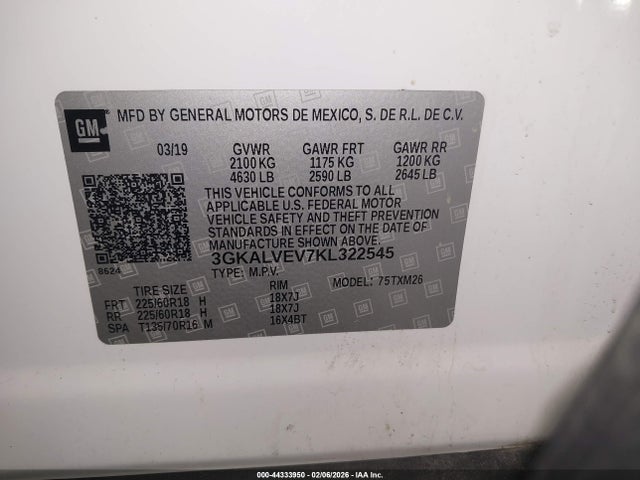 GM
MFD BY GENERAL MOTORS DE MEXICO, S. DE R.L. DE C.V.
03/19 GVWR GAWR FRT GAWR RR
2100 KG 1175 KG 1200 KG
4630 LB 2590 LB 2645 LB
THIS VEHICLE CONFORMS TO ALL
APPLICABLE U.S. FEDERAL MOTOR
VEHICLE SAFETY AND THEFT PREVENTION
STANDARDS IN EFFECT ON THE DATE OF
MANUFACTURE SHOWN ABOVE.
8524 3GKALVEV7KL322545
TYPE: M.P.V. MODEL: 75TXM26
TIRE SIZE RIM
FRT 225/60R18 H 18X7J
RR 225/60R18 H 18X7J
SPA T135/70R16 M 16X4BT
000-44333950 - 02/06/2026 - IAA Inc.